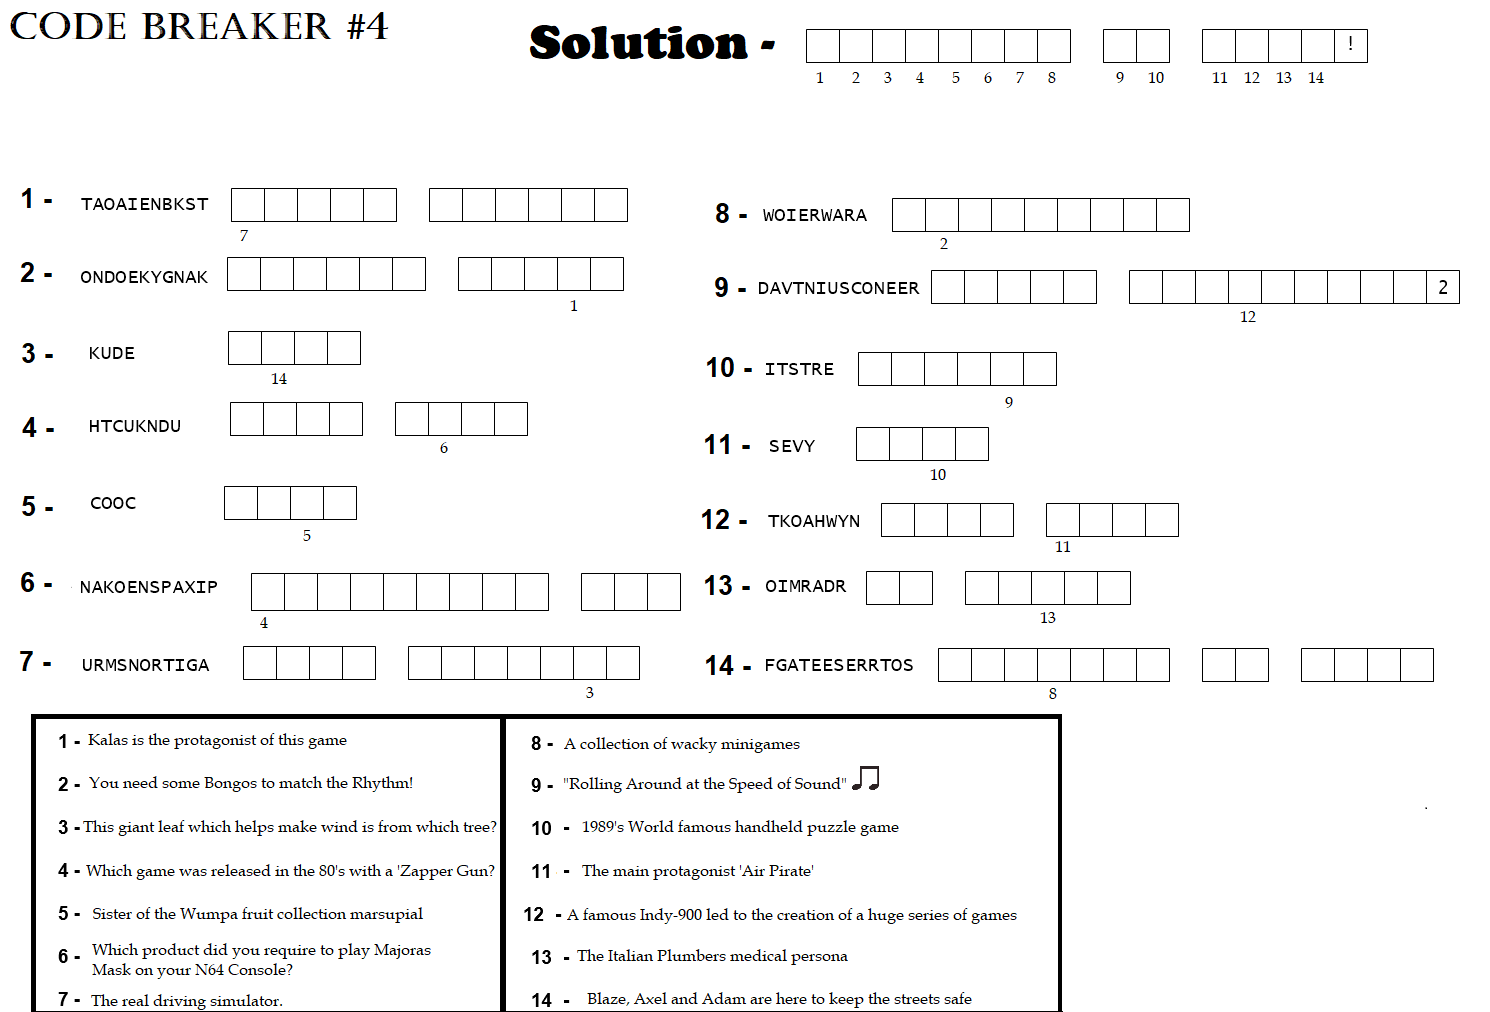 CODE BREAKER #4
Solution - !
1 2 3 4 5 6 7 8 9 10 11 12 13 14
1 - TAOAIENBKST
7
2 - ONDOEKYGNAK
1
3 - KUDE
14
4 - HTCUKNDU
6
5 - COOC
5
6 - NAKOENSPAXIP
4
7 - URMSNORTIGA
3
8 - WOIERWARA
2
9 - DAVTNIUSCONEER 2
12
10 - ITSTRE
9
11 - SEVY
10
12 - TKOAHWYN
11
13 - OIMRADR
13
14 - FGATEESERRTOS
8
1 - Kalas is the protagonist of this game
2 - You need some Bongos to match the Rhythm!
3 - This giant leaf which helps make wind is from which tree?
4 - Which game was released in the 80's with a 'Zapper Gun?
5 - Sister of the Wumpa fruit collection marsupial
6 - Which product did you require to play Majoras
Mask on your N64 Console?
7 - The real driving simulator.
8 - A collection of wacky minigames
9 - "Rolling Around at the Speed of Sound"
10 - 1989's World famous handheld puzzle game
11 - The main protagonist 'Air Pirate'
12 - A famous Indy-900 led to the creation of a huge series of games
13 - The Italian Plumbers medical persona
14 - Blaze, Axel and Adam are here to keep the streets safe